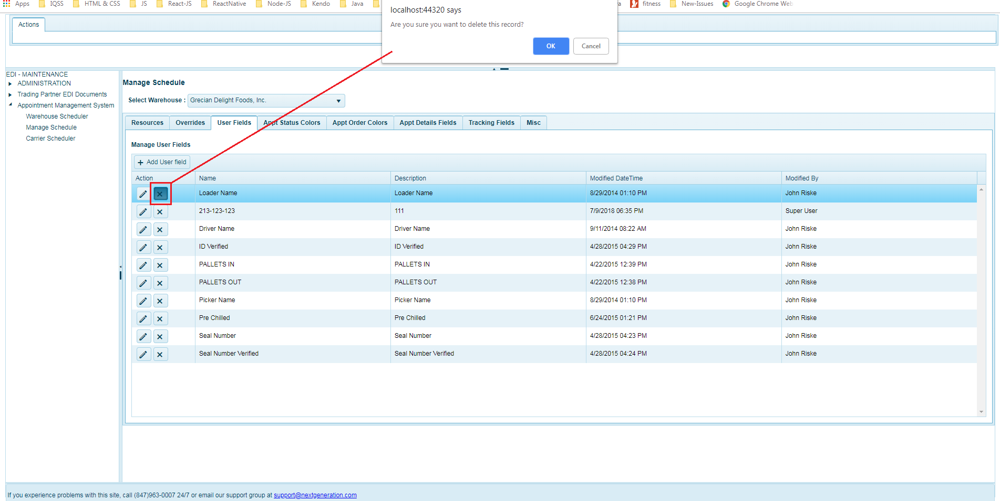 Apps IQSS HTML & CSS JS React-JS ReactNative Node-JS Kendo Java fitness New-Issues Google Chrome Web
localhost:44320 says
Are you sure you want to delete this record?
OK Cancel
Actions
EDI - MAINTENANCE
ADMINISTRATION
Trading Partner EDI Documents
Appointment Management System
Warehouse Scheduler
Manage Schedule
Carrier Scheduler
Manage Schedule
Select Warehouse : Grecian Delight Foods, Inc.
Resources Overrides User Fields Appt Status Colors Appt Order Colors Appt Details Fields Tracking Fields Misc
Manage User Fields
+ Add User field
Action Name Description Modified DateTime Modified By
Loader Name Loader Name 8/29/2014 01:10 PM John Riske
213-123-123 111 7/9/2018 06:35 PM Super User
Driver Name Driver Name 9/11/2014 08:22 AM John Riske
ID Verified ID Verified 4/28/2015 04:29 PM John Riske
PALLETS IN PALLETS IN 4/22/2015 12:39 PM John Riske
PALLETS OUT PALLETS OUT 4/22/2015 12:38 PM John Riske
Picker Name Picker Name 8/29/2014 01:10 PM John Riske
Pre Chilled Pre Chilled 6/24/2015 01:21 PM John Riske
Seal Number Seal Number 4/28/2015 04:23 PM John Riske
Seal Number Verified Seal Number Verified 4/28/2015 04:24 PM John Riske
If you experience problems with this site, call (847)963-0007 24/7 or email our support group at support@nextgeneration.com